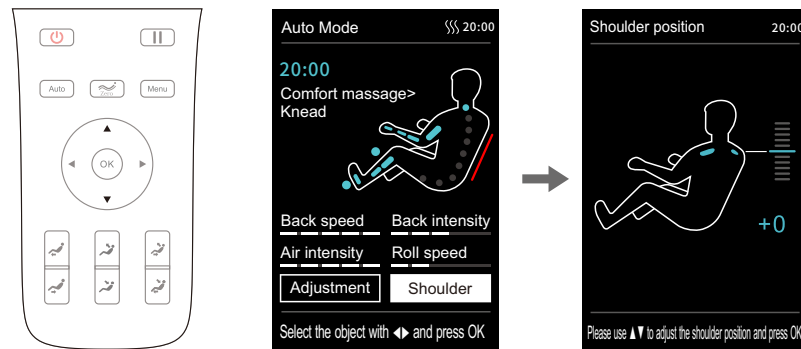 Auto
Zero
Menu
OK
Auto Mode 20:00
20:00
Comfort massage>
Knead
Back speed Back intensity
Air intensity Roll speed
Adjustment Shoulder
Select the object with ◀▶ and press OK
Shoulder position 20:00
+0
Please use ▲▼ to adjust the shoulder position and press OK